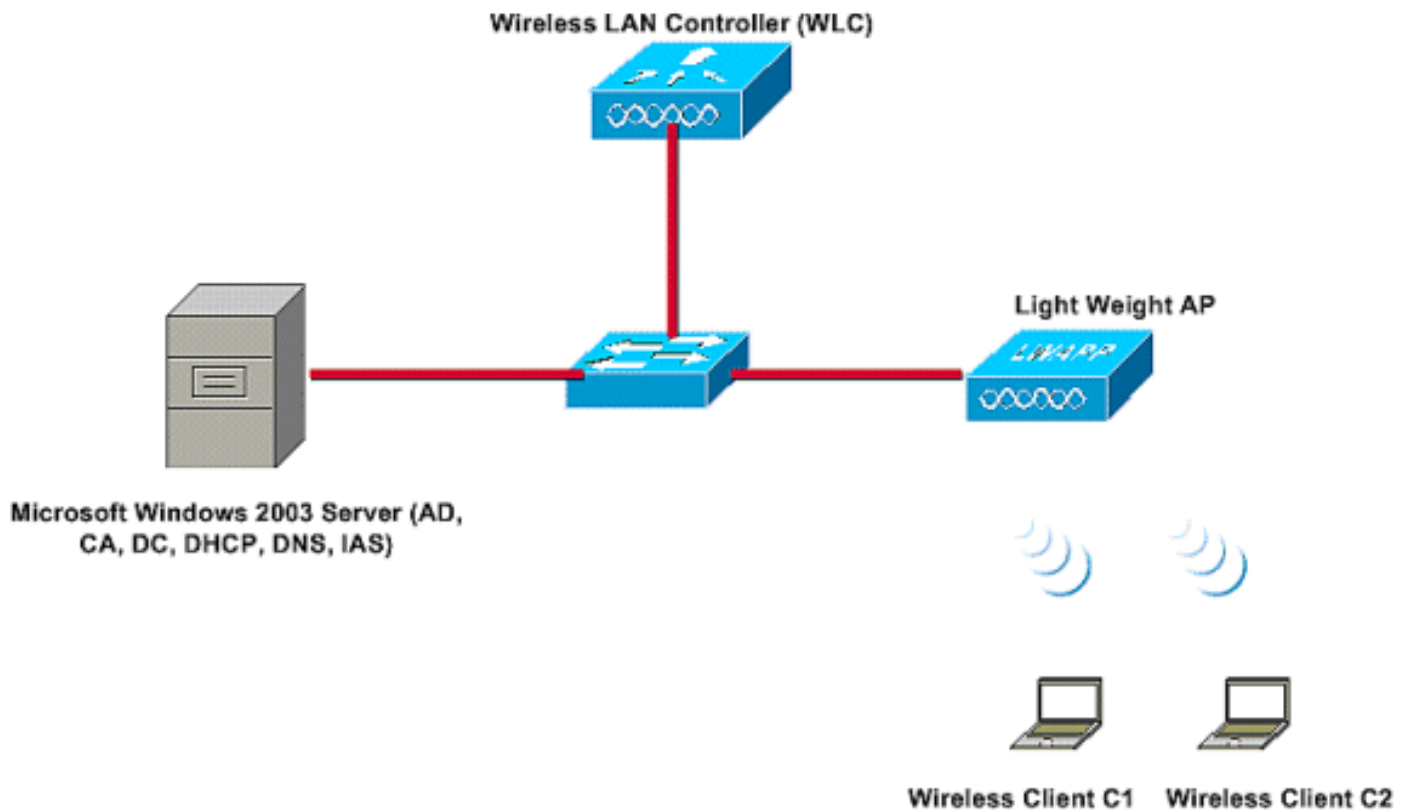 Wireless LAN Controller (WLC)
Light Weight AP
LWAPP
Microsoft Windows 2003 Server (AD,
CA, DC, DHCP, DNS, IAS)
Wireless Client C1
Wireless Client C2